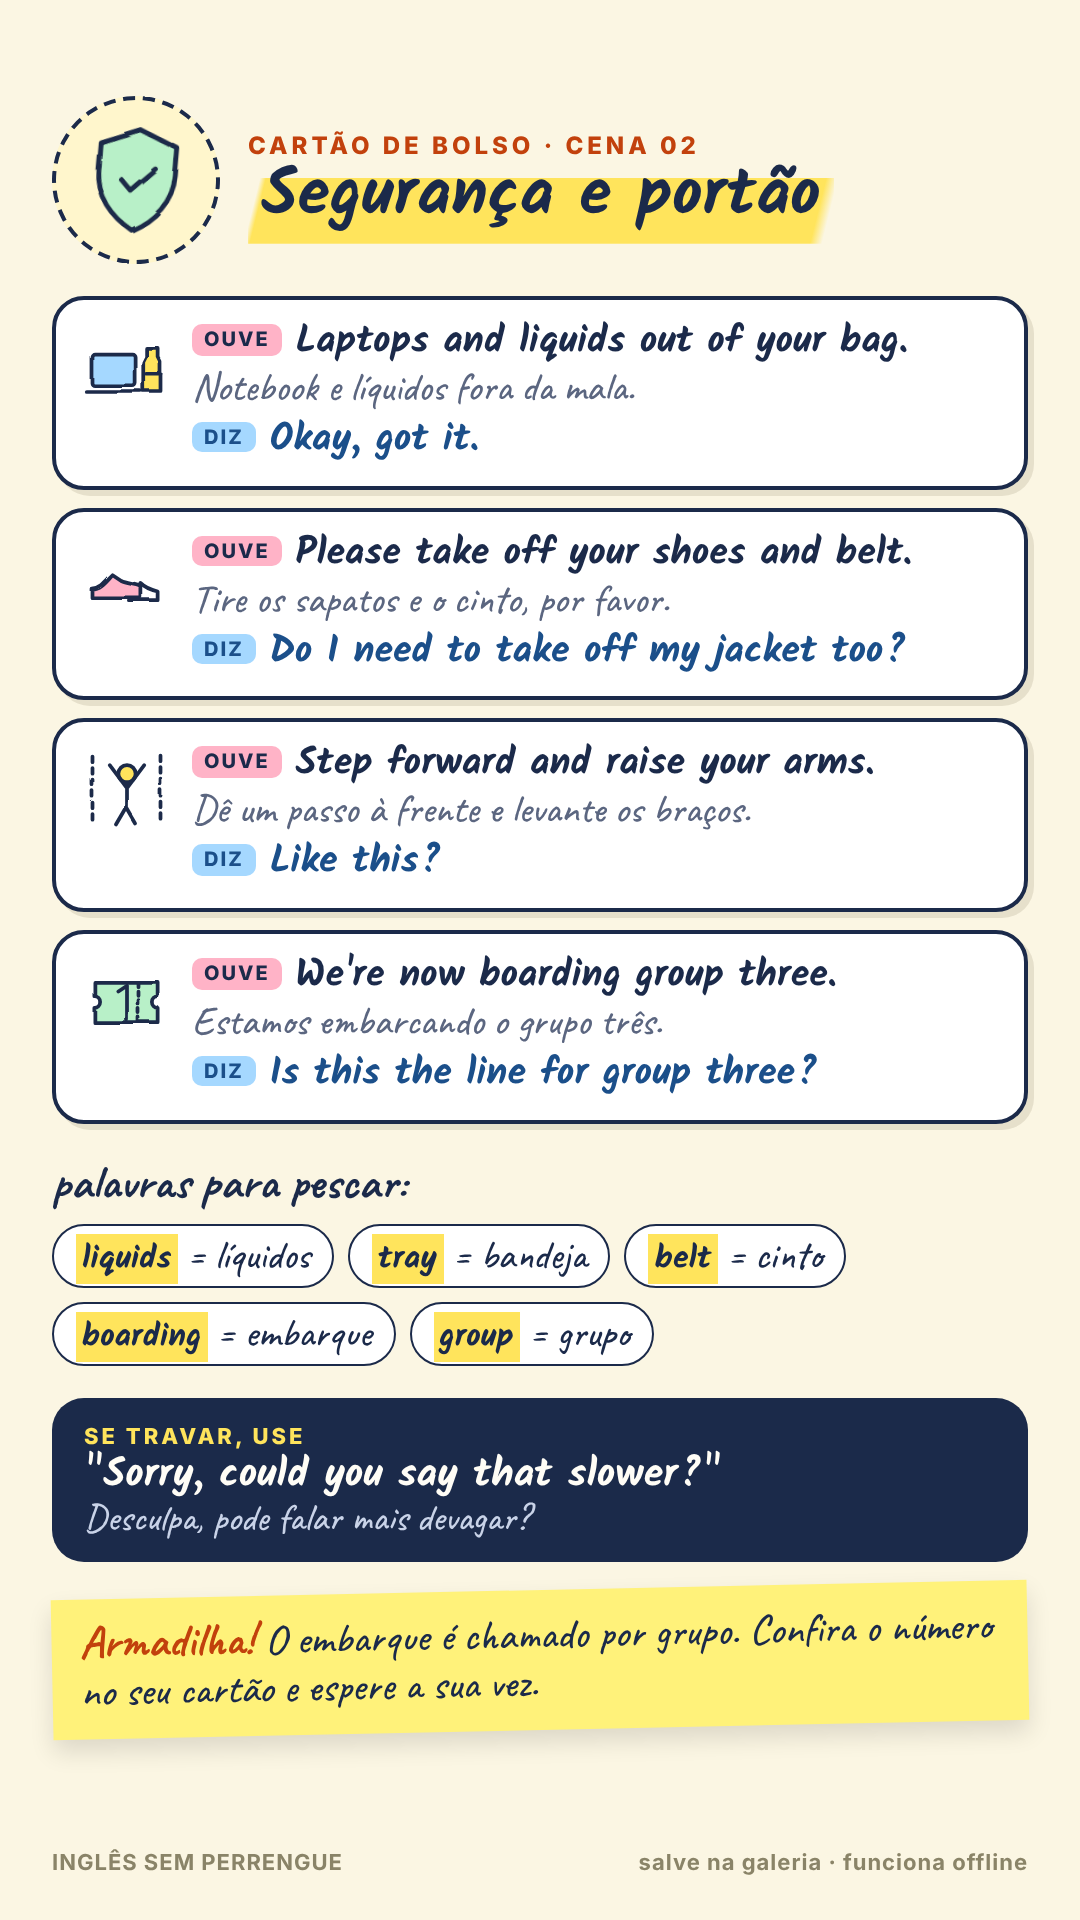 CARTÃO DE BOLSO · CENA 02
Segurança e portão
OUVE Laptops and liquids out of your bag.
Notebook e líquidos fora da mala.
DIZ Okay, got it.
OUVE Please take off your shoes and belt.
Tire os sapatos e o cinto, por favor.
DIZ Do I need to take off my jacket too?
OUVE Step forward and raise your arms.
Dê um passo à frente e levante os braços.
DIZ Like this?
OUVE We're now boarding group three.
Estamos embarcando o grupo três.
DIZ Is this the line for group three?
palavras para pescar:
liquids = líquidos tray = bandeja belt = cinto
boarding = embarque group = grupo
SE TRAVAR, USE
"Sorry, could you say that slower?"
Desculpa, pode falar mais devagar?
Armadilha! O embarque é chamado por grupo. Confira o número
no seu cartão e espere a sua vez.
INGLÊS SEM PERRENGUE salve na galeria · funciona offline